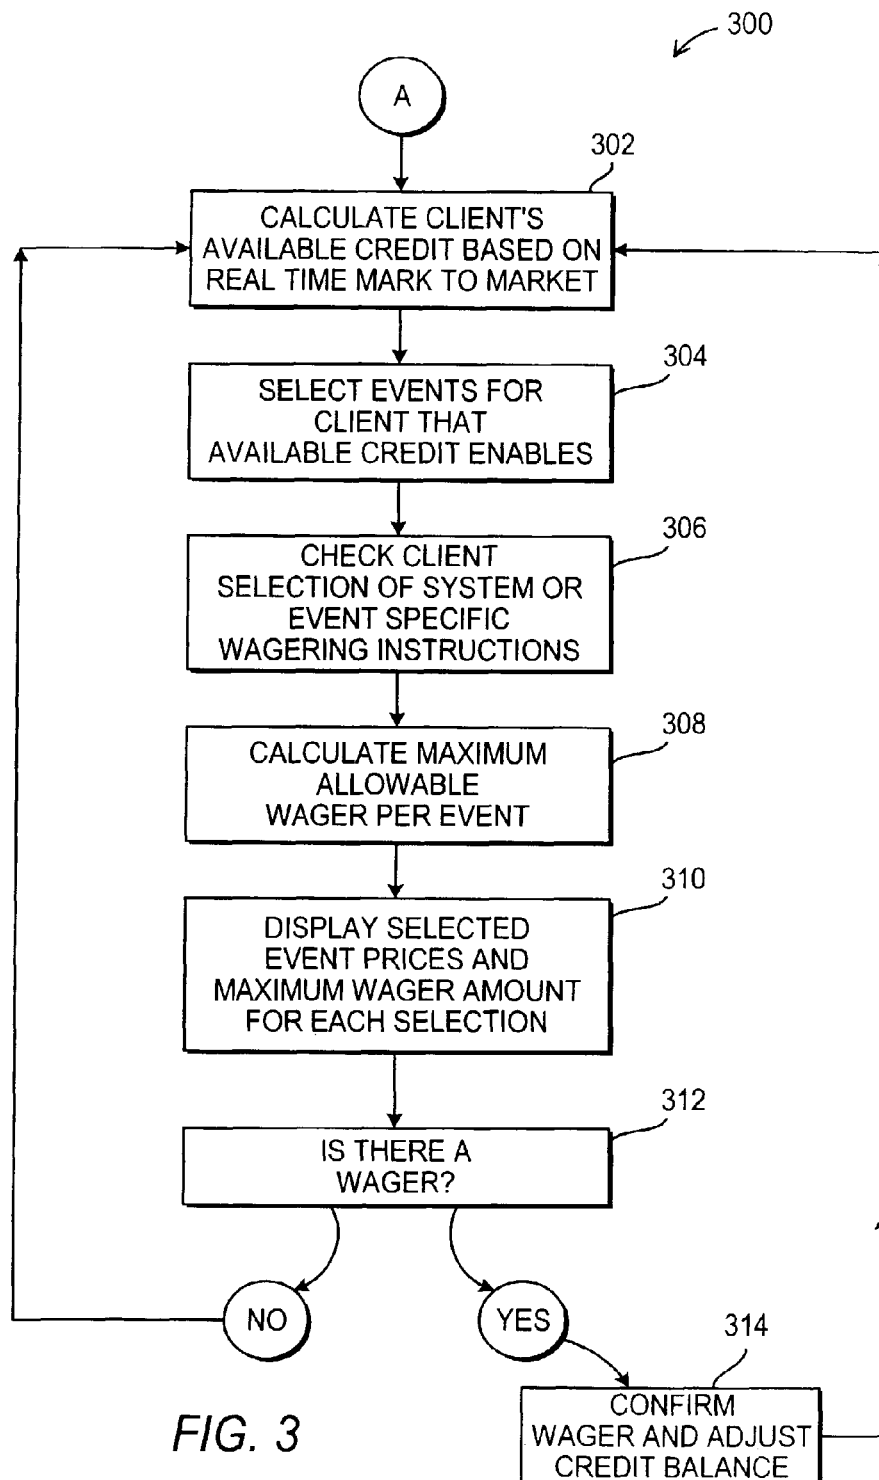 300
A
302
CALCULATE CLIENT'S
AVAILABLE CREDIT BASED ON
REAL TIME MARK TO MARKET
304
SELECT EVENTS FOR
CLIENT THAT
AVAILABLE CREDIT ENABLES
306
CHECK CLIENT
SELECTION OF SYSTEM OR
EVENT SPECIFIC
WAGERING INSTRUCTIONS
308
CALCULATE MAXIMUM
ALLOWABLE
WAGER PER EVENT
310
DISPLAY SELECTED
EVENT PRICES AND
MAXIMUM WAGER AMOUNT
FOR EACH SELECTION
312
IS THERE A
WAGER?
NO
YES
314
CONFIRM
WAGER AND ADJUST
CREDIT BALANCE
FIG. 3